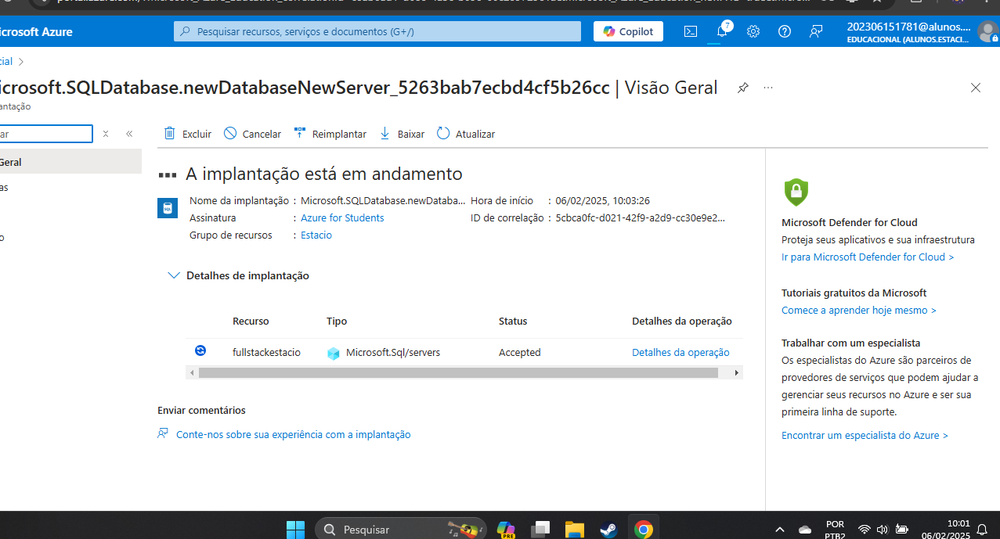 icrosoft Azure
Pesquisar recursos, serviços e documentos (G+/)
Copilot
7
202306151781@alunos....
EDUCACIONAL (ALUNOS.ESTACI...
cial >
icrosoft.SQLDatabase.newDatabaseNewServer_5263bab7ecbd4cf5b26cc | Visão Geral
antação
ar
Excluir
Cancelar
Reimplantar
Baixar
Atualizar
Geral
as
o
A implantação está em andamento
SQL
Nome da implantação : Microsoft.SQLDatabase.newDataba...
Assinatura : Azure for Students
Grupo de recursos : Estacio
Hora de início : 06/02/2025, 10:03:26
ID de correlação : 5cbca0fc-d021-42f9-a2d9-cc30e9e2...
Detalhes de implantação
Recurso Tipo Status Detalhes da operação
fullstackestacio Microsoft.Sql/servers Accepted Detalhes da operação
Enviar comentários
Conte-nos sobre sua experiência com a implantação
Microsoft Defender for Cloud
Proteja seus aplicativos e sua infraestrutura
Ir para Microsoft Defender for Cloud >
Tutoriais gratuitos da Microsoft
Comece a aprender hoje mesmo >
Trabalhar com um especialista
Os especialistas do Azure são parceiros de
provedores de serviços que podem ajudar a
gerenciar seus recursos no Azure e ser sua
primeira linha de suporte.
Encontrar um especialista do Azure >
Pesquisar
PRE
POR
PTB2
10:01
06/02/2025